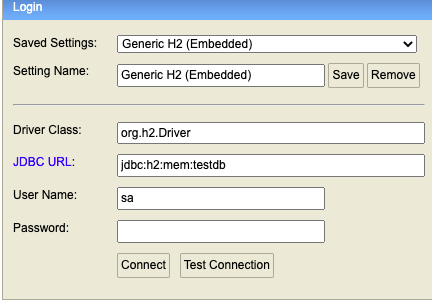 Login
Saved Settings: Generic H2 (Embedded)
Setting Name: Generic H2 (Embedded) Save Remove
Driver Class: org.h2.Driver
JDBC URL: jdbc:h2:mem:testdb
User Name: sa
Password:
Connect Test Connection